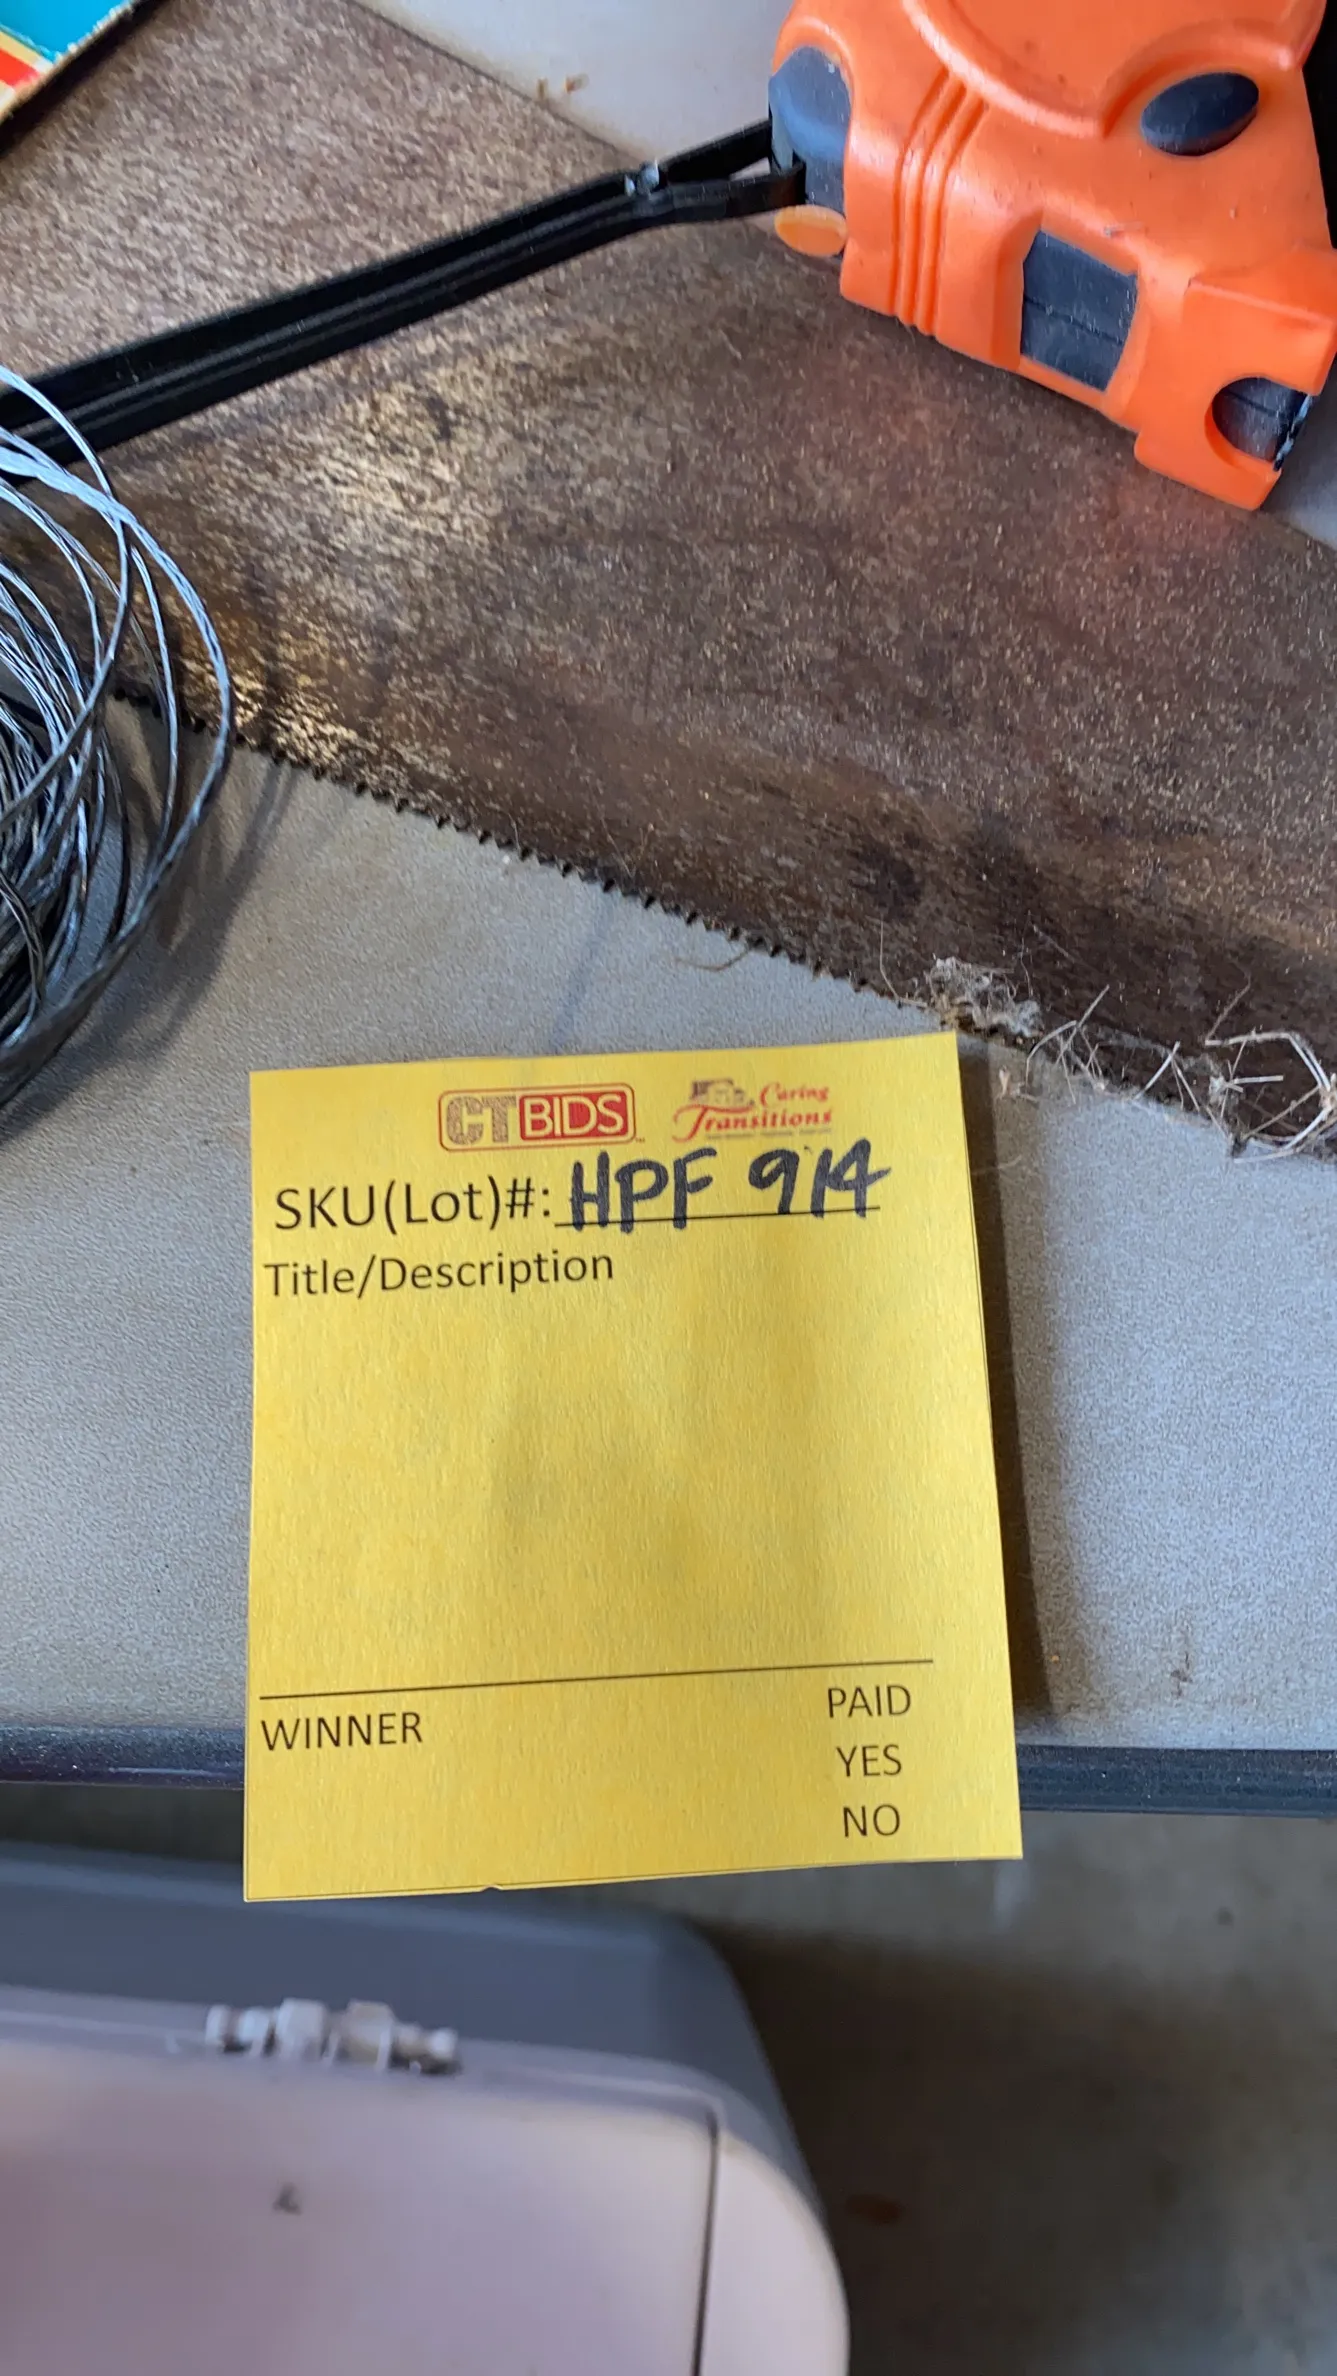 CTBIDS Caring Transitions
SKU(Lot)#: HPF 914
Title/Description
WINNER PAID
YES
NO